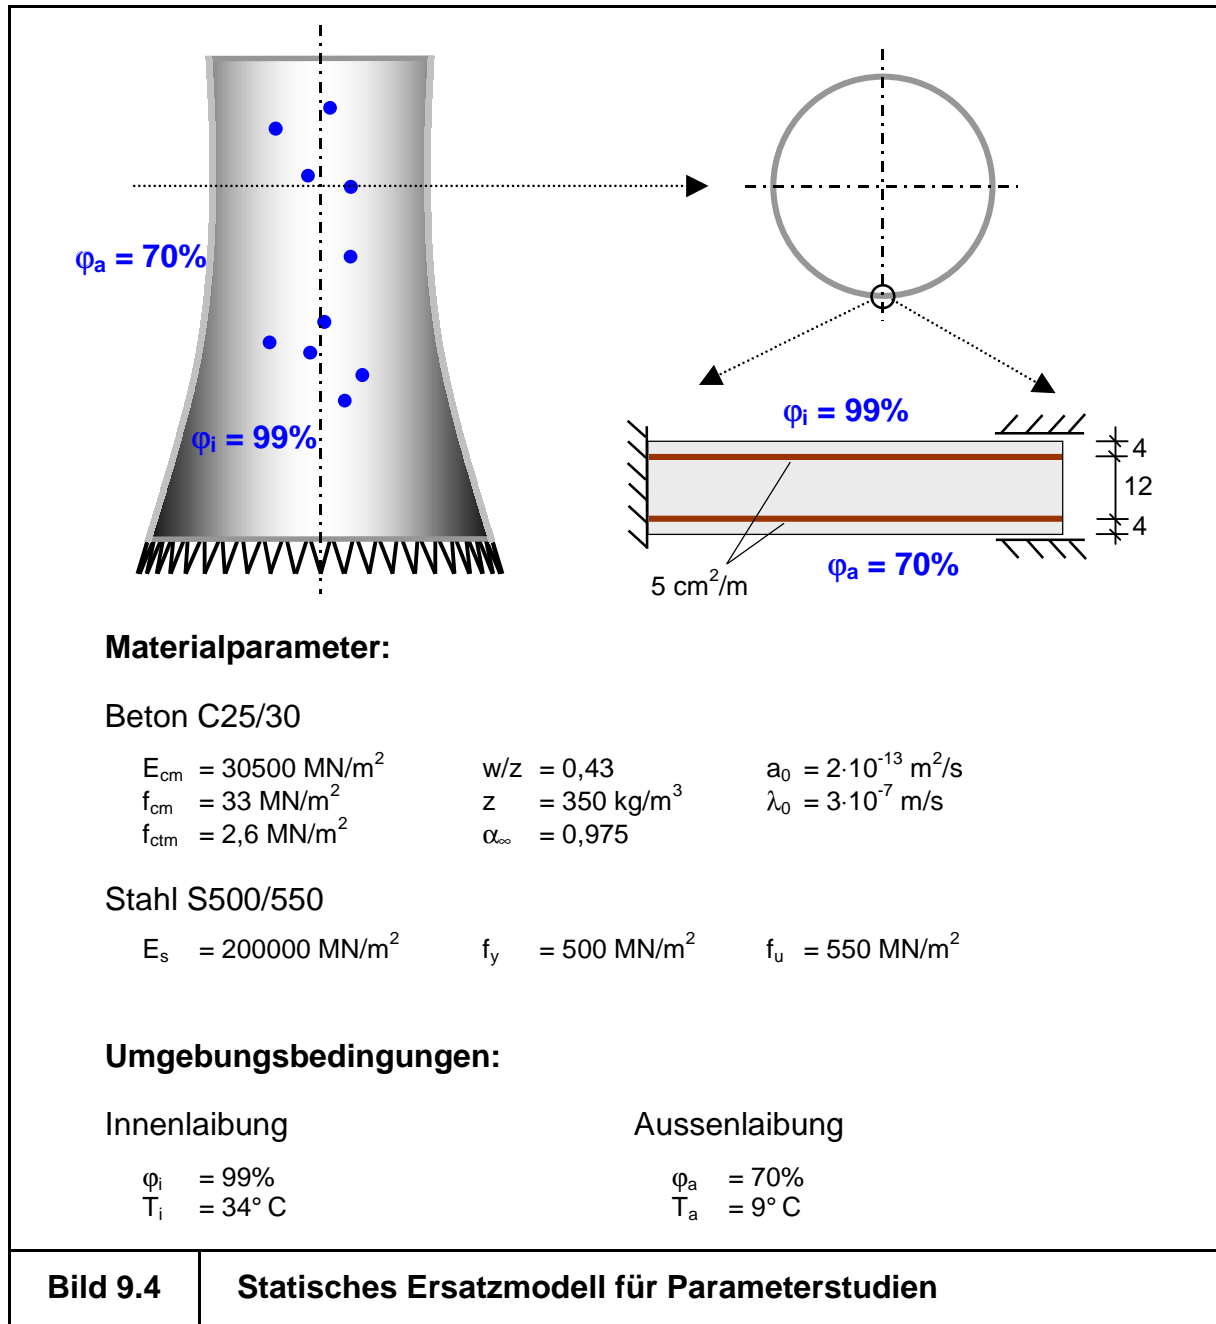 φa = 70%
φi = 99%
φi = 99%
4
12
4
5 cm²/m
φa = 70%
Materialparameter:
Beton C25/30
Ecm = 30500 MN/m² w/z = 0,43 a0 = 2·10⁻¹³ m²/s
fcm = 33 MN/m² z = 350 kg/m³ λ0 = 3·10⁻⁷ m/s
fctm = 2,6 MN/m² α∞ = 0,975
Stahl S500/550
Es = 200000 MN/m² fy = 500 MN/m² fu = 550 MN/m²
Umgebungsbedingungen:
Innenlaibung Aussenlaibung
φi = 99% φa = 70%
Ti = 34° C Ta = 9° C
Bild 9.4 Statisches Ersatzmodell für Parameterstudien